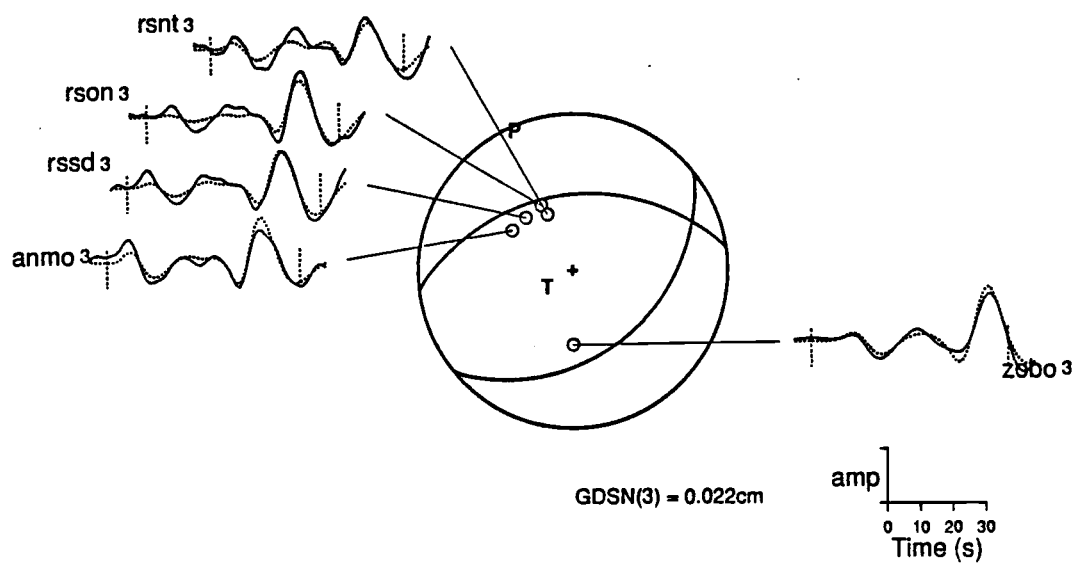 rsnt 3
rson 3
rssd 3
anmo 3
P
T
zobo 3
GDSN(3) = 0.022cm
amp
0 10 20 30
Time (s)